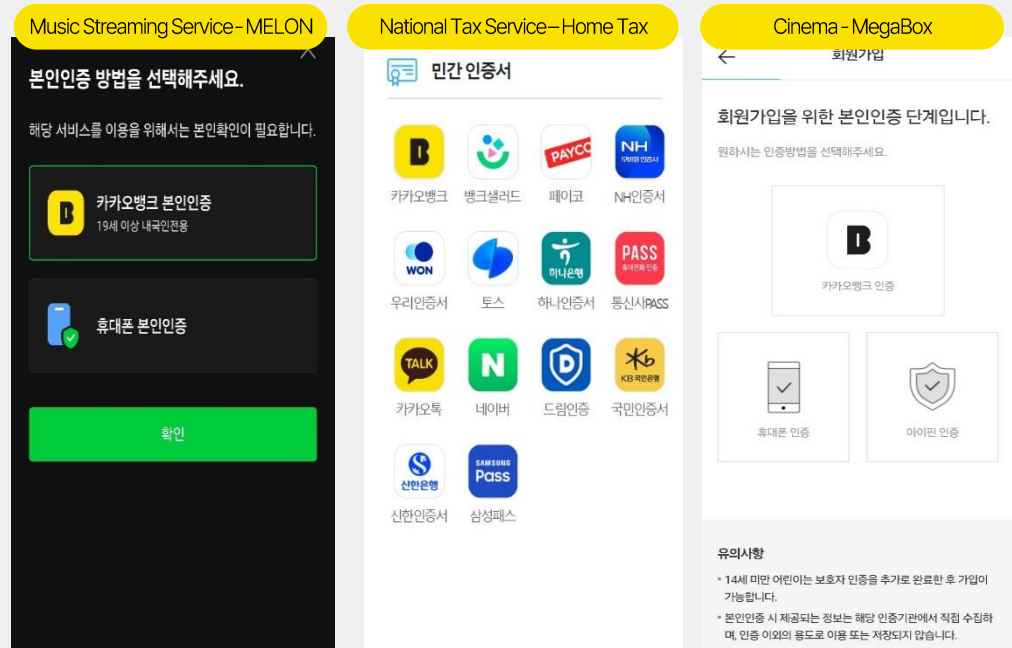 Music Streaming Service - MELON
본인인증 방법을 선택해주세요.
해당 서비스를 이용을 위해서는 본인확인이 필요합니다.
B
카카오뱅크 본인인증
19세 이상 내국인전용
휴대폰 본인인증
확인
National Tax Service – Home Tax
민간 인증서
B
PAYCO
NH
모바일 인증서
카카오뱅크 뱅크샐러드 페이코 NH인증서
WON
하나은행
PASS
휴대전화 인증
우리인증서 토스 하나인증서 통신사PASS
TALK
N
D
Kb
KB국민은행
카카오톡 네이버 드림인증 국민인증서
S
신한은행
SAMSUNG
Pass
신한인증서 삼성패스
Cinema - MegaBox
회원가입
회원가입을 위한 본인인증 단계입니다.
원하시는 인증방법을 선택해주세요.
B
카카오뱅크 인증
휴대폰 인증 아이핀 인증
유의사항
• 14세 미만 어린이는 보호자 인증을 추가로 완료한 후 가입이
가능합니다.
• 본인인증 시 제공되는 정보는 해당 인증기관에서 직접 수집하
며, 인증 이외의 용도로 이용 또는 저장되지 않습니다.